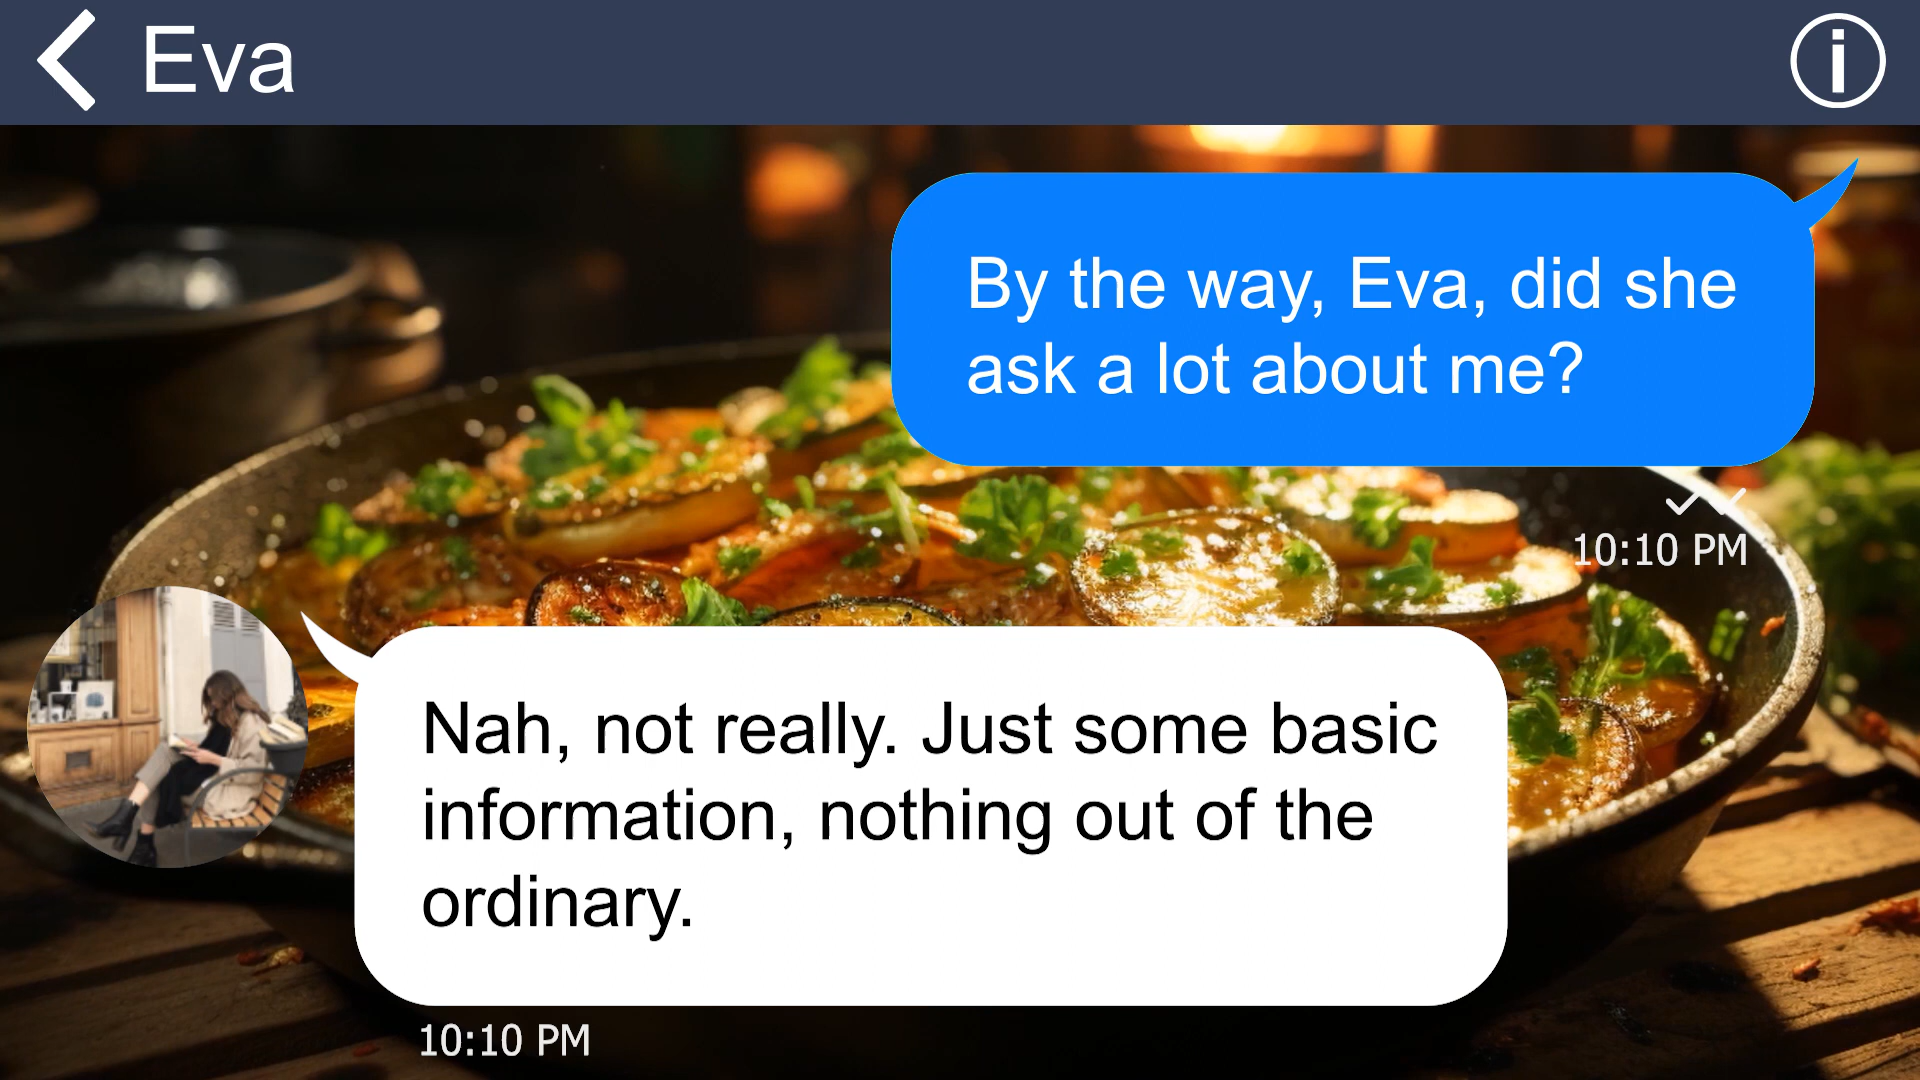 Eva
By the way, Eva, did she
ask a lot about me?
10:10 PM
Nah, not really. Just some basic
information, nothing out of the
ordinary.
10:10 PM